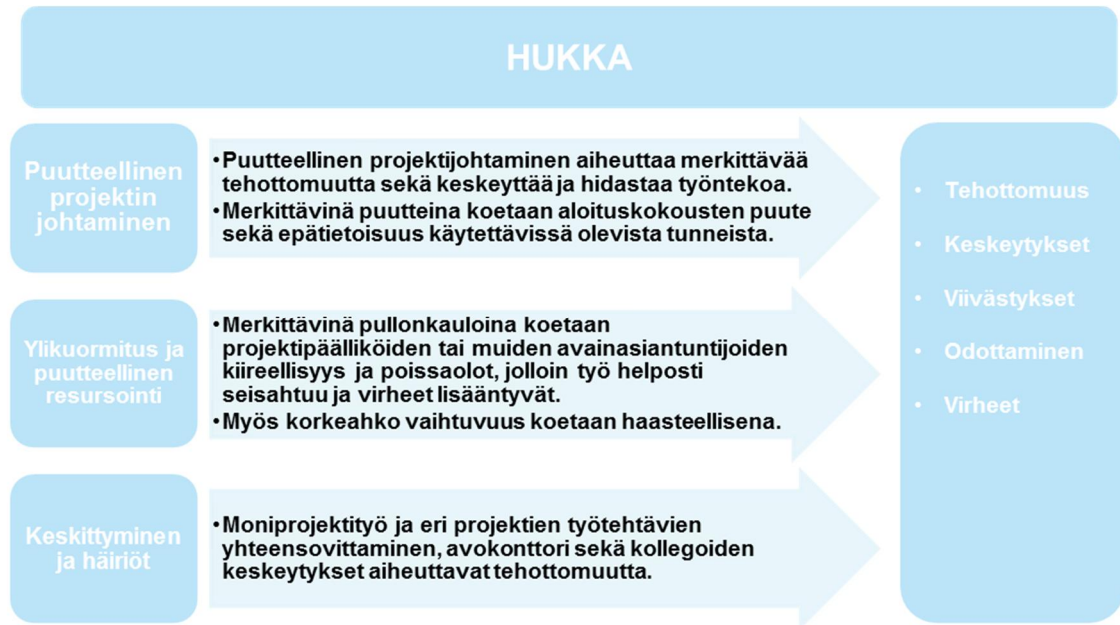 HUKKA
Puutteellinen
projektin
johtaminen
•Puutteellinen projektijohtaminen aiheuttaa merkittävää
tehottomuutta sekä keskeyttää ja hidastaa työntekoa.
•Merkittävinä puutteina koetaan aloituskokousten puute
sekä epätietoisuus käytettävissä olevista tunneista.
Ylikuormitus ja
puutteellinen
resursointi
•Merkittävinä pullonkauloina koetaan
projektipäälliköiden tai muiden avainasiantuntijoiden
kiireellisyys ja poissaolot, jolloin työ helposti
seisahtuu ja virheet lisääntyvät.
•Myös korkeahko vaihtuvuus koetaan haasteellisena.
Keskittyminen
ja häiriöt
•Moniprojektityö ja eri projektien työtehtävien
yhteensovittaminen, avokonttori sekä kollegoiden
keskeytykset aiheuttavat tehottomuutta.
• Tehottomuus
• Keskeytykset
• Viivästykset
• Odottaminen
• Virheet